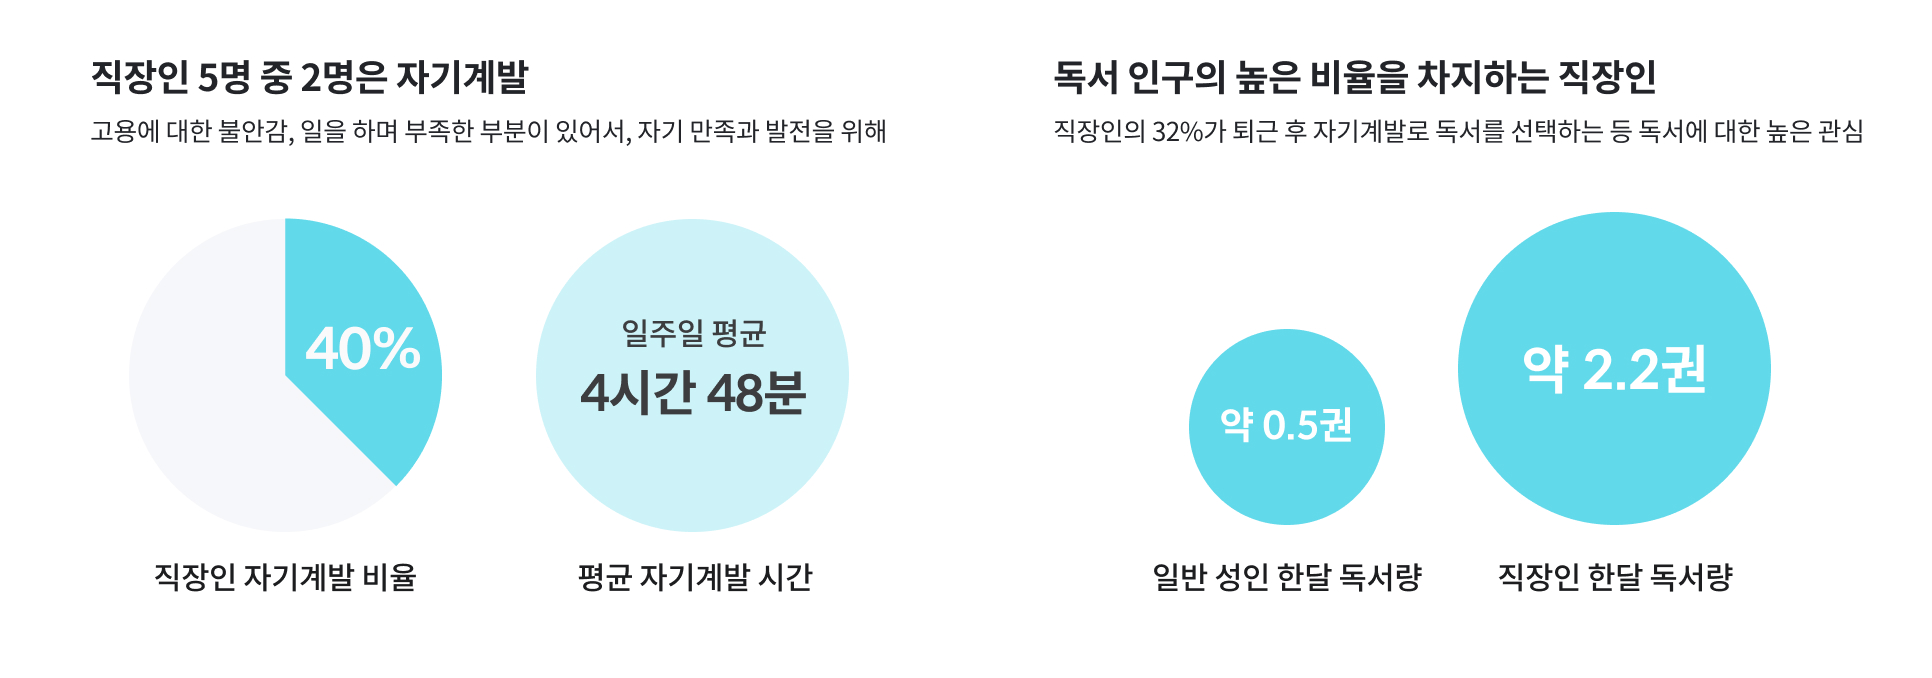 직장인 5명 중 2명은 자기계발
고용에 대한 불안감, 일을 하며 부족한 부분이 있어서, 자기 만족과 발전을 위해
40%
직장인 자기계발 비율
일주일 평균
4시간 48분
평균 자기계발 시간
독서 인구의 높은 비율을 차지하는 직장인
직장인의 32%가 퇴근 후 자기계발로 독서를 선택하는 등 독서에 대한 높은 관심
약 0.5권
일반 성인 한달 독서량
약 2.2권
직장인 한달 독서량